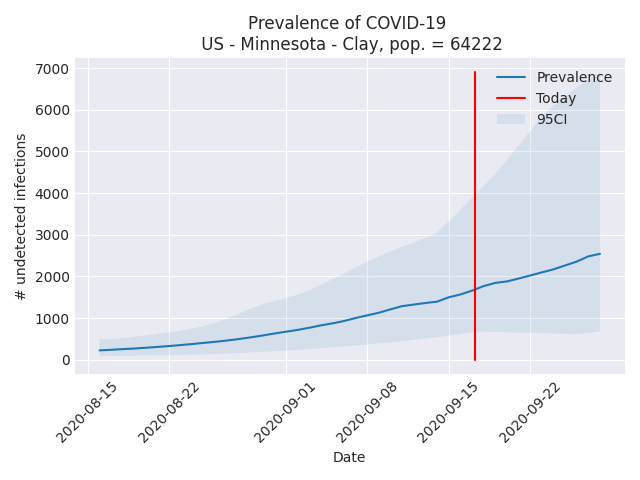 Prevalence of COVID-19
US - Minnesota - Clay, pop. = 64222
7000
6000
5000
4000
3000
2000
1000
0
# undetected infections
Prevalence
Today
95CI
2020-08-15
2020-08-22
2020-09-01
2020-09-08
2020-09-15
2020-09-22
Date